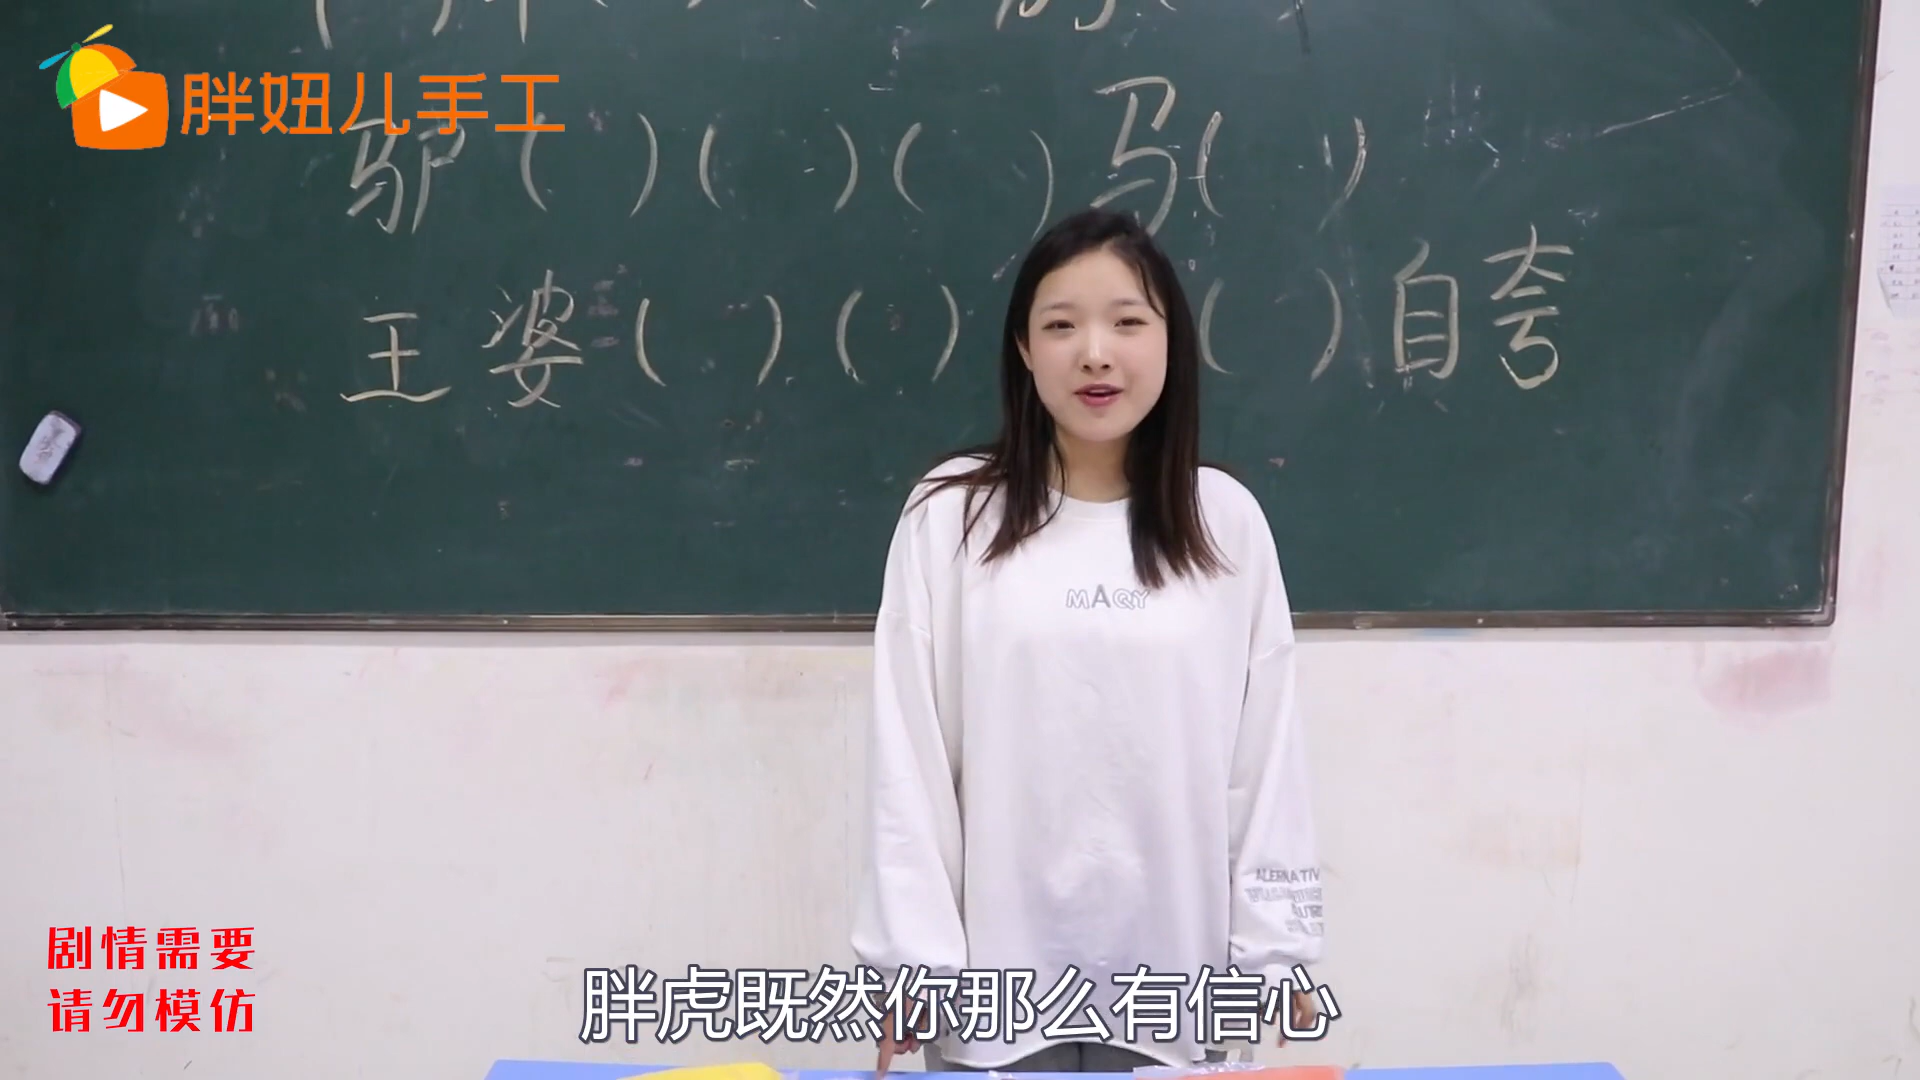 胖妞儿手工
驴( )( )( )马( )
王婆( )( )( )自夸
MAQY
ALERNATIV
剧情需要
请勿模仿
胖虎既然你那么有信心